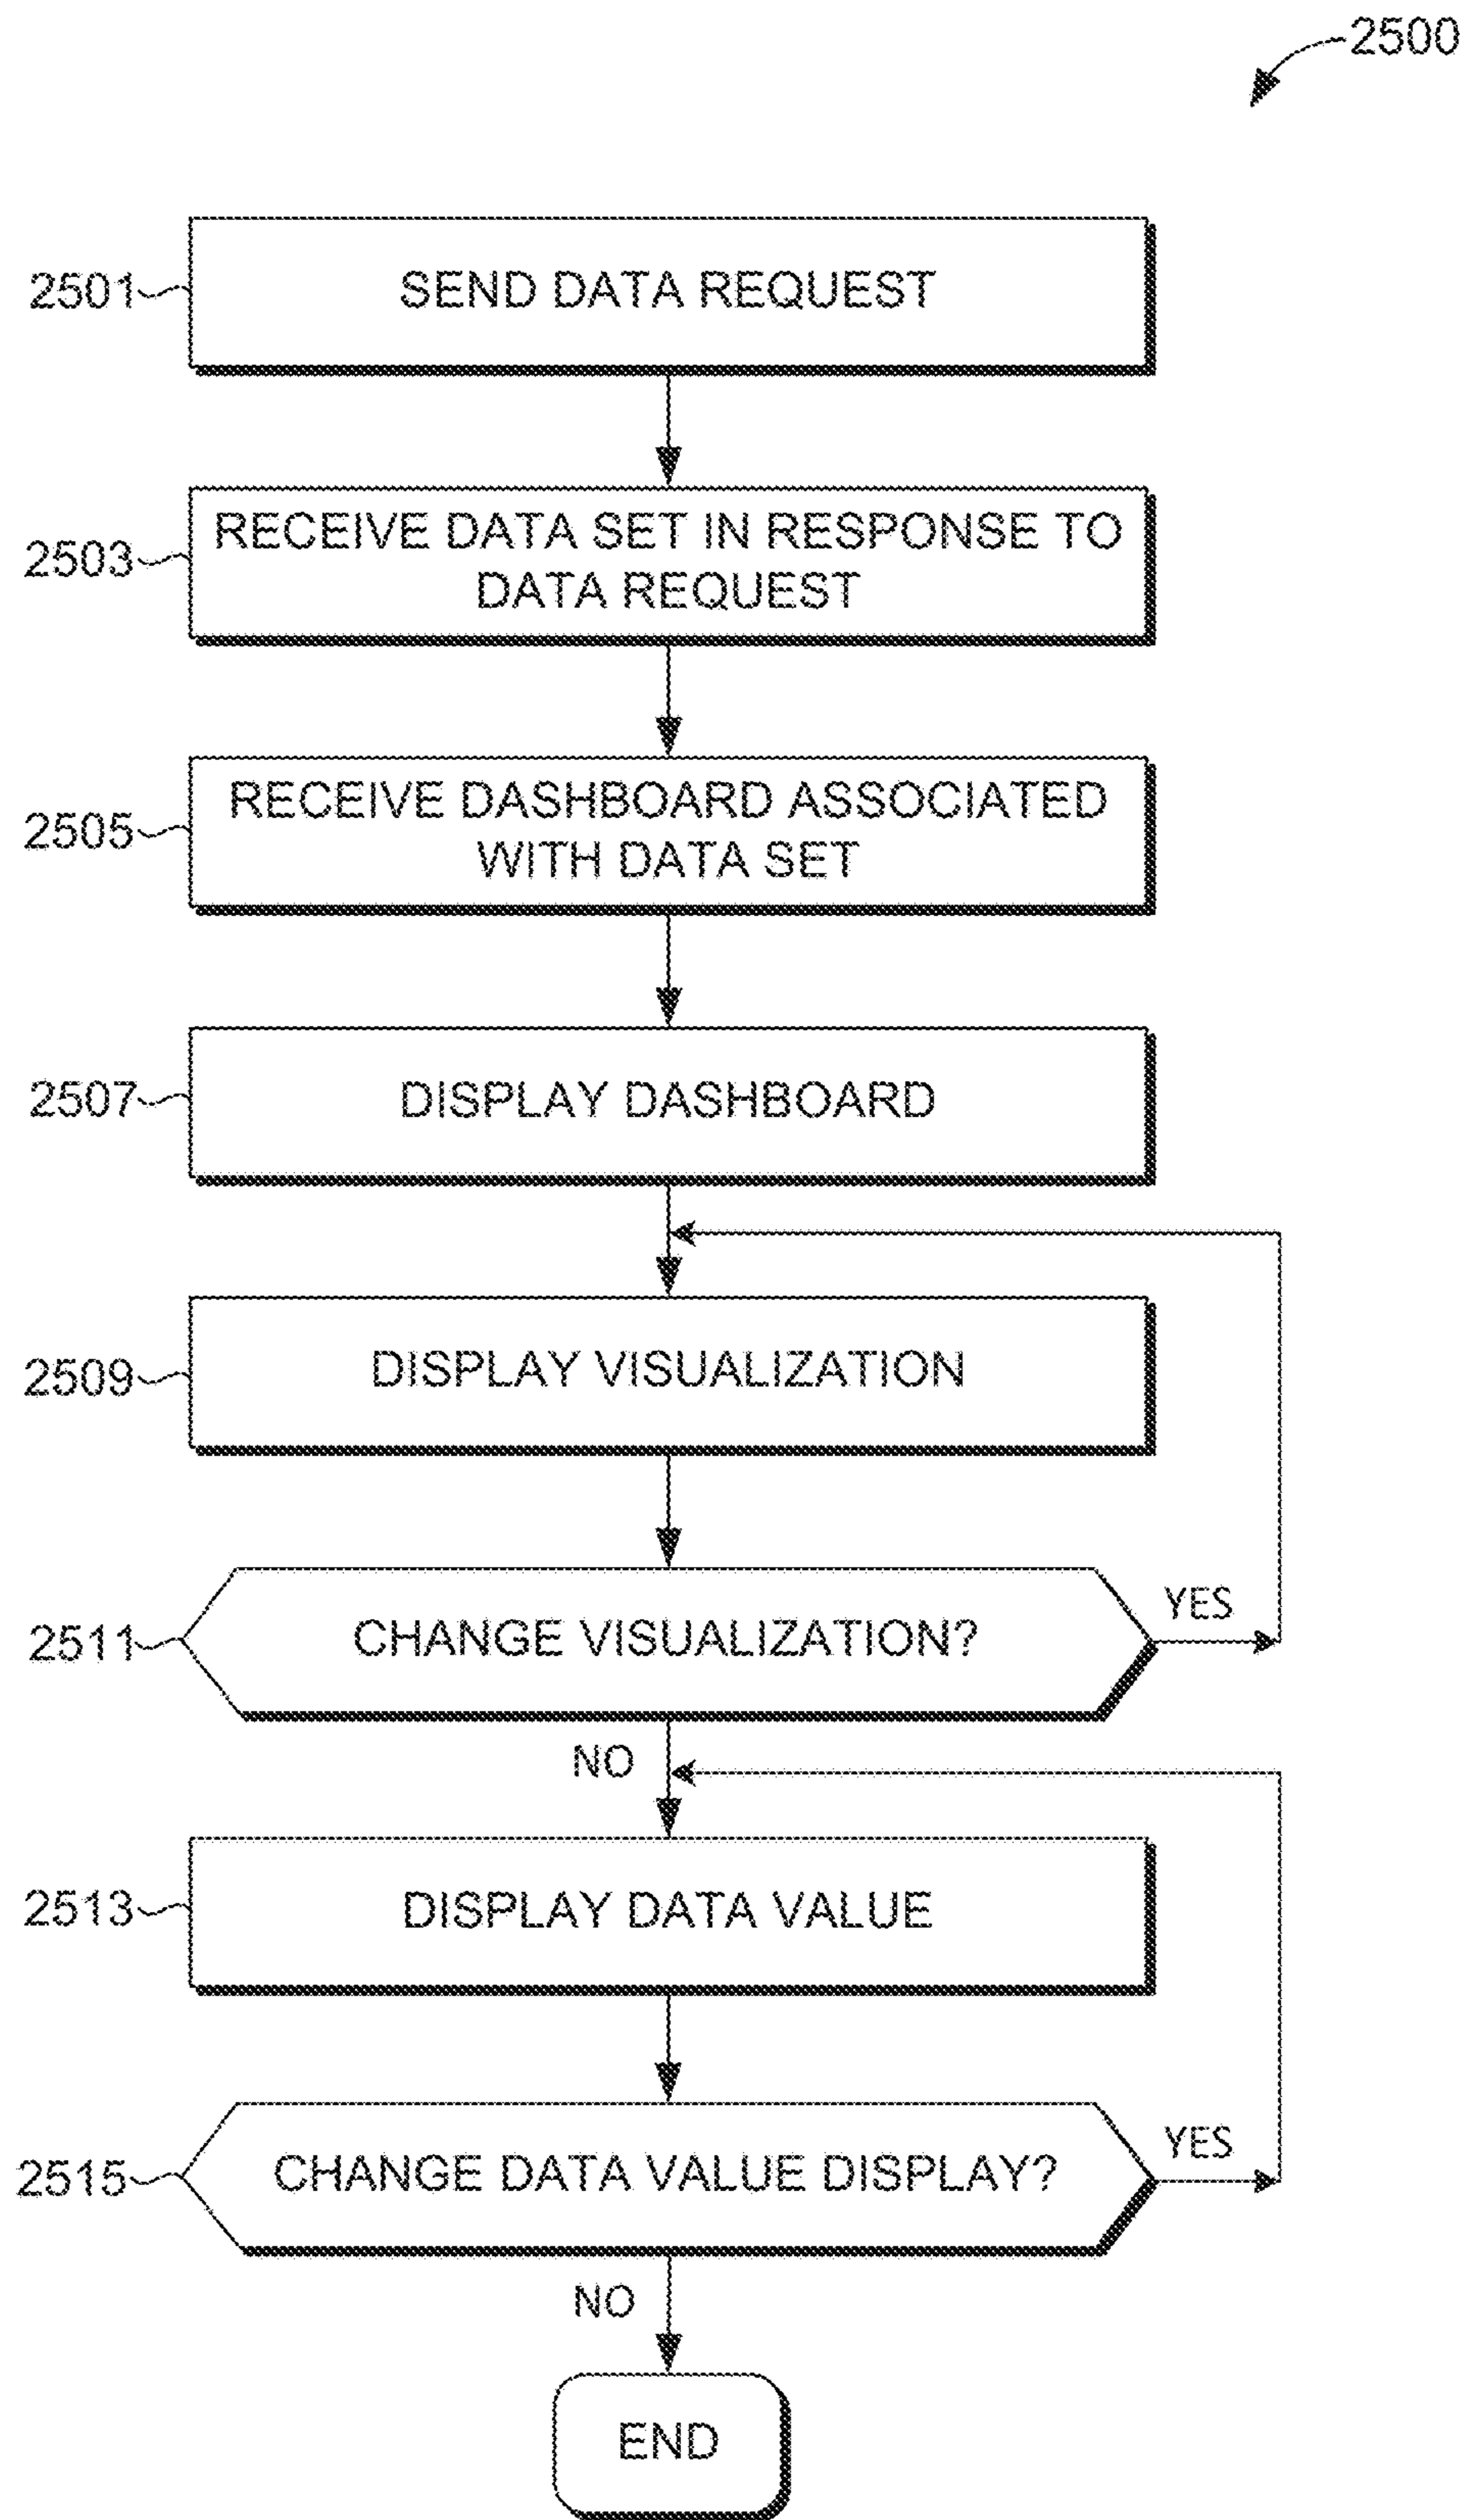 2500
2501
SEND DATA REQUEST
2503
RECEIVE DATA SET IN RESPONSE TO
DATA REQUEST
2505
RECEIVE DASHBOARD ASSOCIATED
WITH DATA SET
2507
DISPLAY DASHBOARD
2509
DISPLAY VISUALIZATION
2511
CHANGE VISUALIZATION?
YES
NO
2513
DISPLAY DATA VALUE
2515
CHANGE DATA VALUE DISPLAY?
YES
NO
END